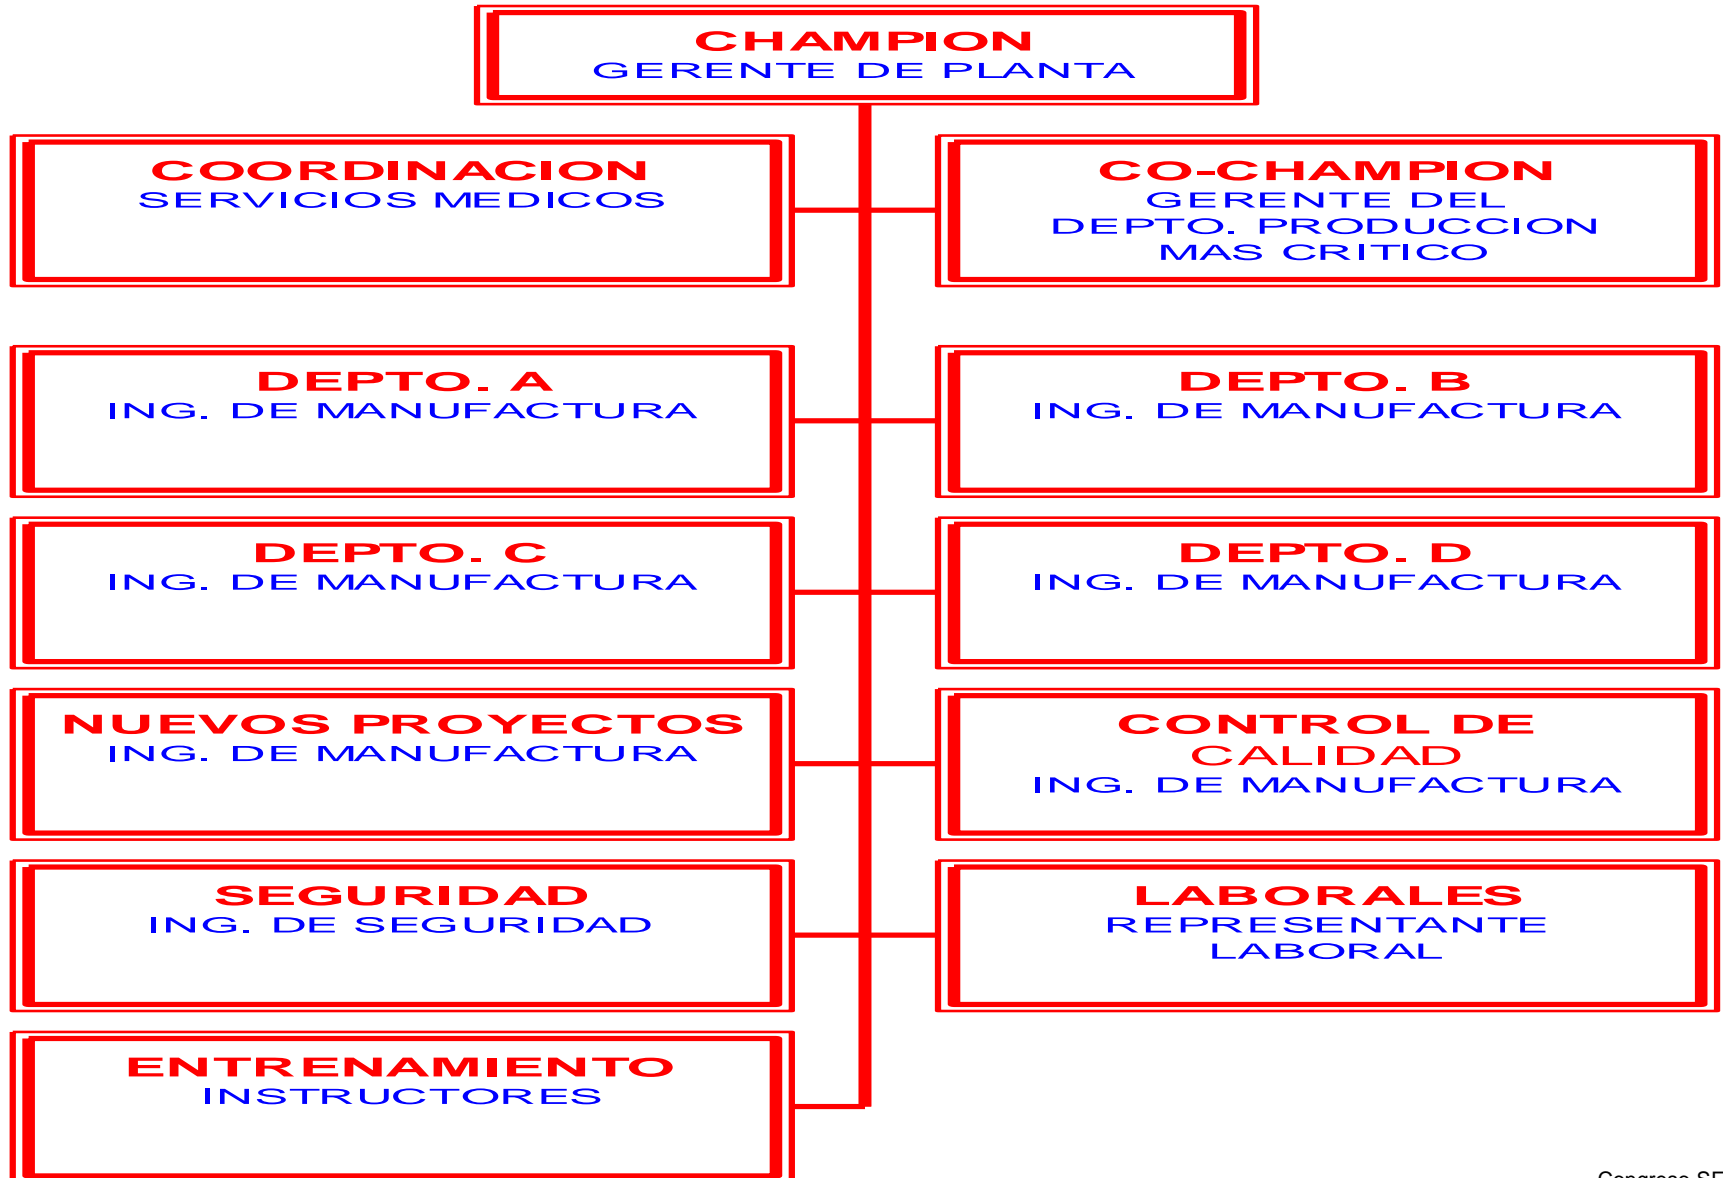 CHAMPION
GERENTE DE PLANTA
COORDINACION
SERVICIOS MEDICOS
CO-CHAMPION
GERENTE DEL
DEPTO. PRODUCCION
MAS CRITICO
DEPTO. A
ING. DE MANUFACTURA
DEPTO. B
ING. DE MANUFACTURA
DEPTO. C
ING. DE MANUFACTURA
DEPTO. D
ING. DE MANUFACTURA
NUEVOS PROYECTOS
ING. DE MANUFACTURA
CONTROL DE
CALIDAD
ING. DE MANUFACTURA
SEGURIDAD
ING. DE SEGURIDAD
LABORALES
REPRESENTANTE
LABORAL
ENTRENAMIENTO
INSTRUCTORES
Congreso